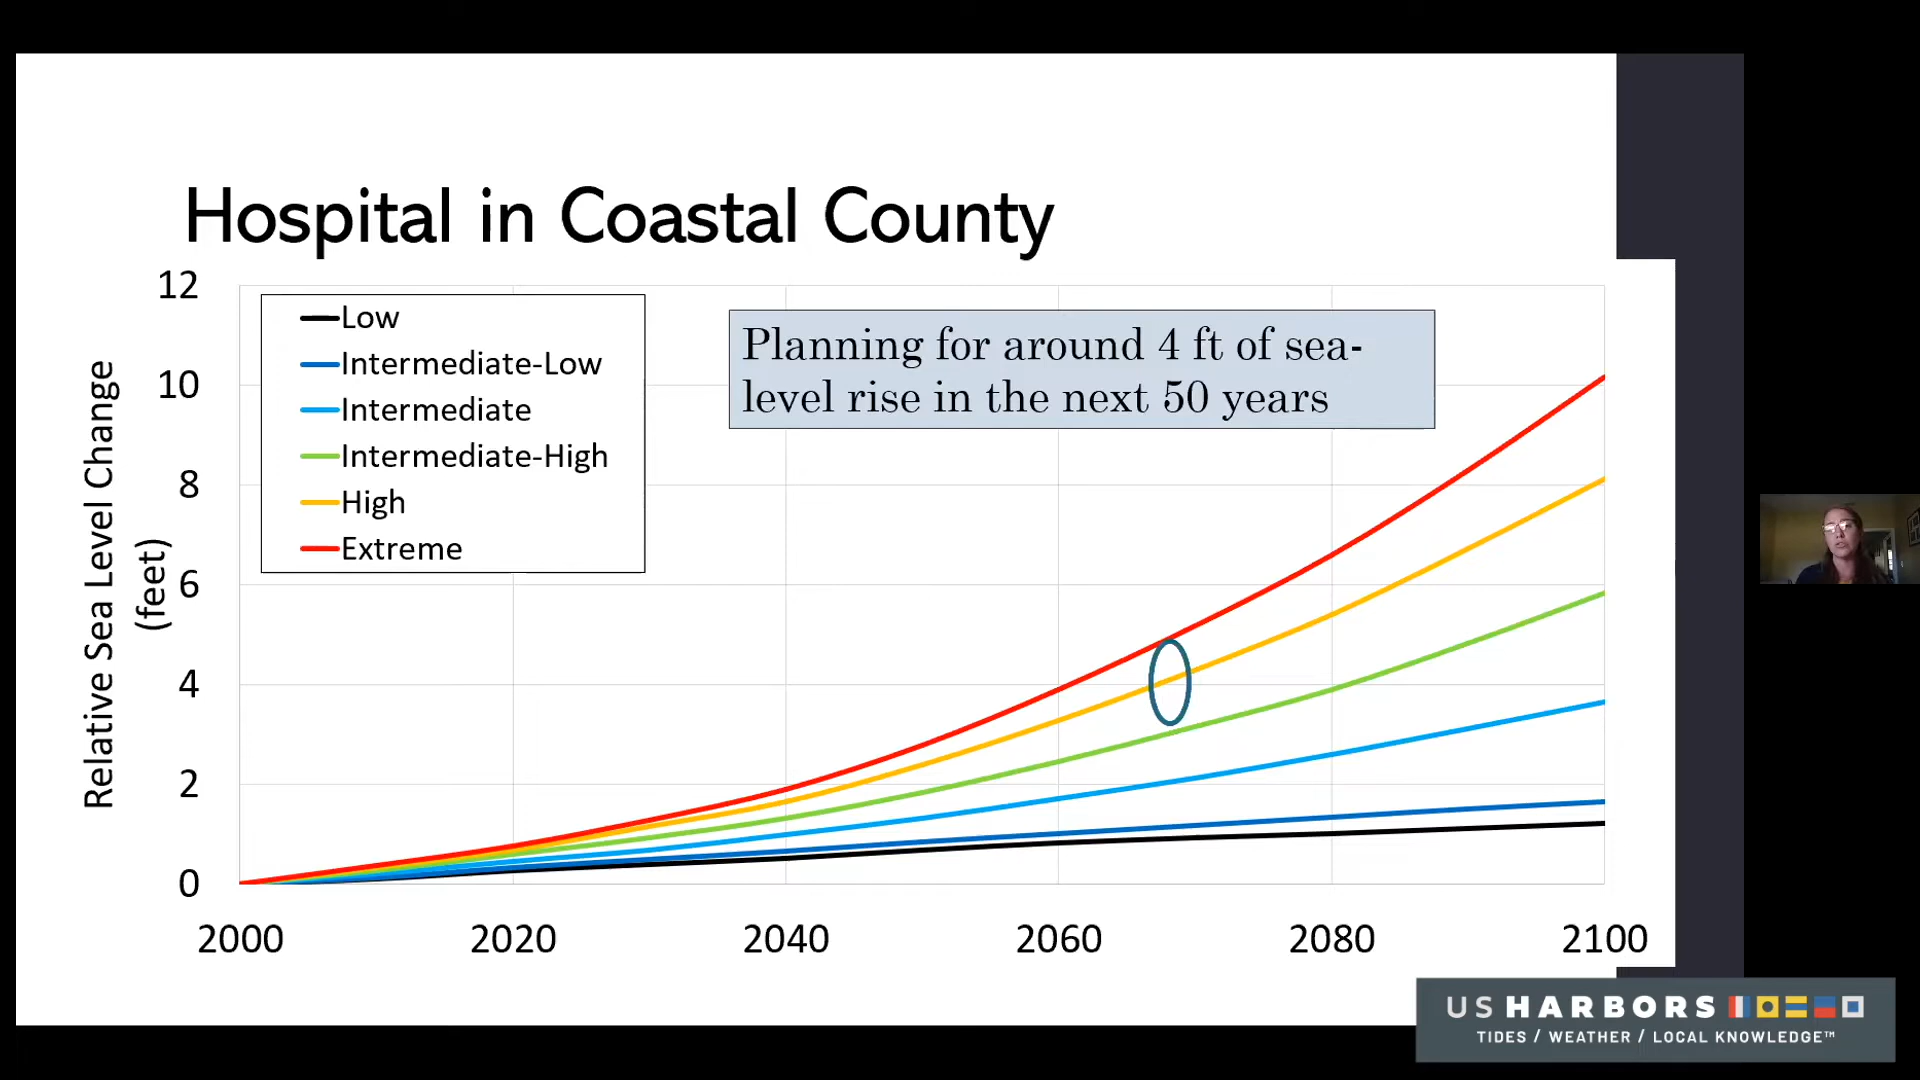 Hospital in Coastal County
12
10
8
6
4
2
0
Relative Sea Level Change
(feet)
Low
Intermediate-Low
Intermediate
Intermediate-High
High
Extreme
Planning for around 4 ft of sea-
level rise in the next 50 years
2000 2020 2040 2060 2080 2100
US HARBORS
TIDES / WEATHER / LOCAL KNOWLEDGE™